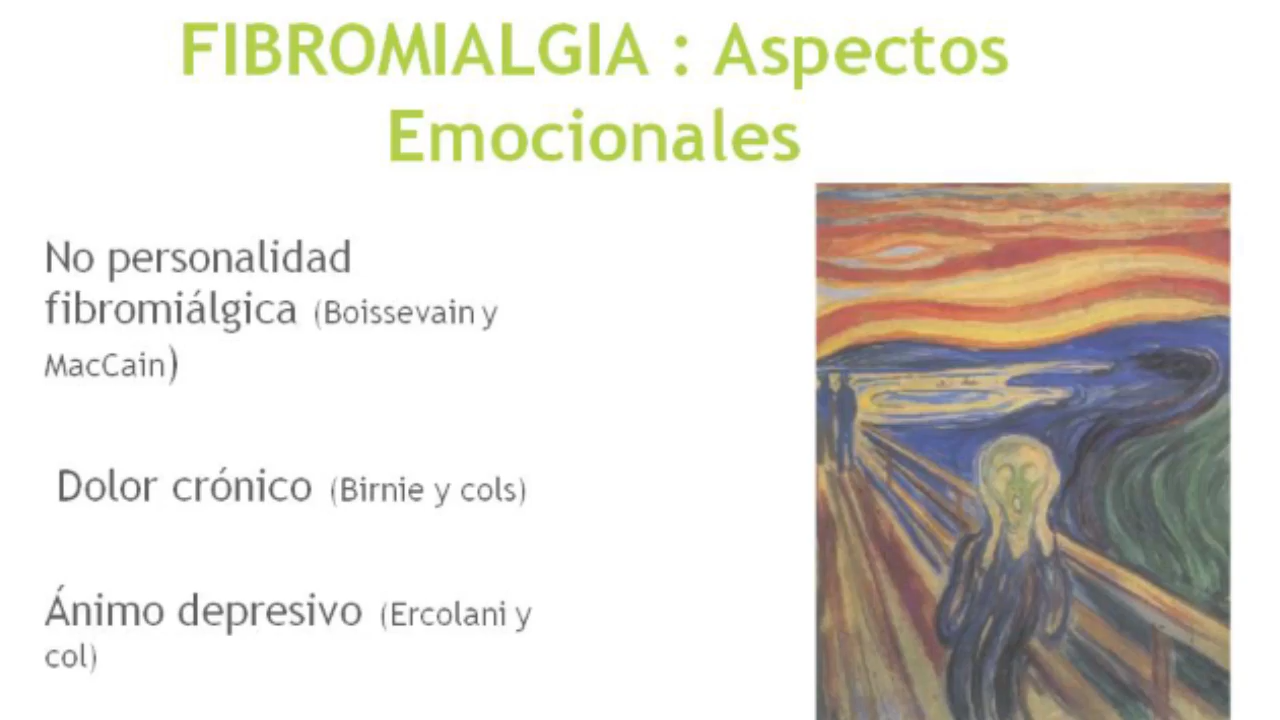 FIBROMIALGIA : Aspectos
Emocionales
No personalidad
fibromiálgica (Boissevain y
MacCain)
Dolor crónico (Birnie y cols)
Ánimo depresivo (Ercolani y
col)